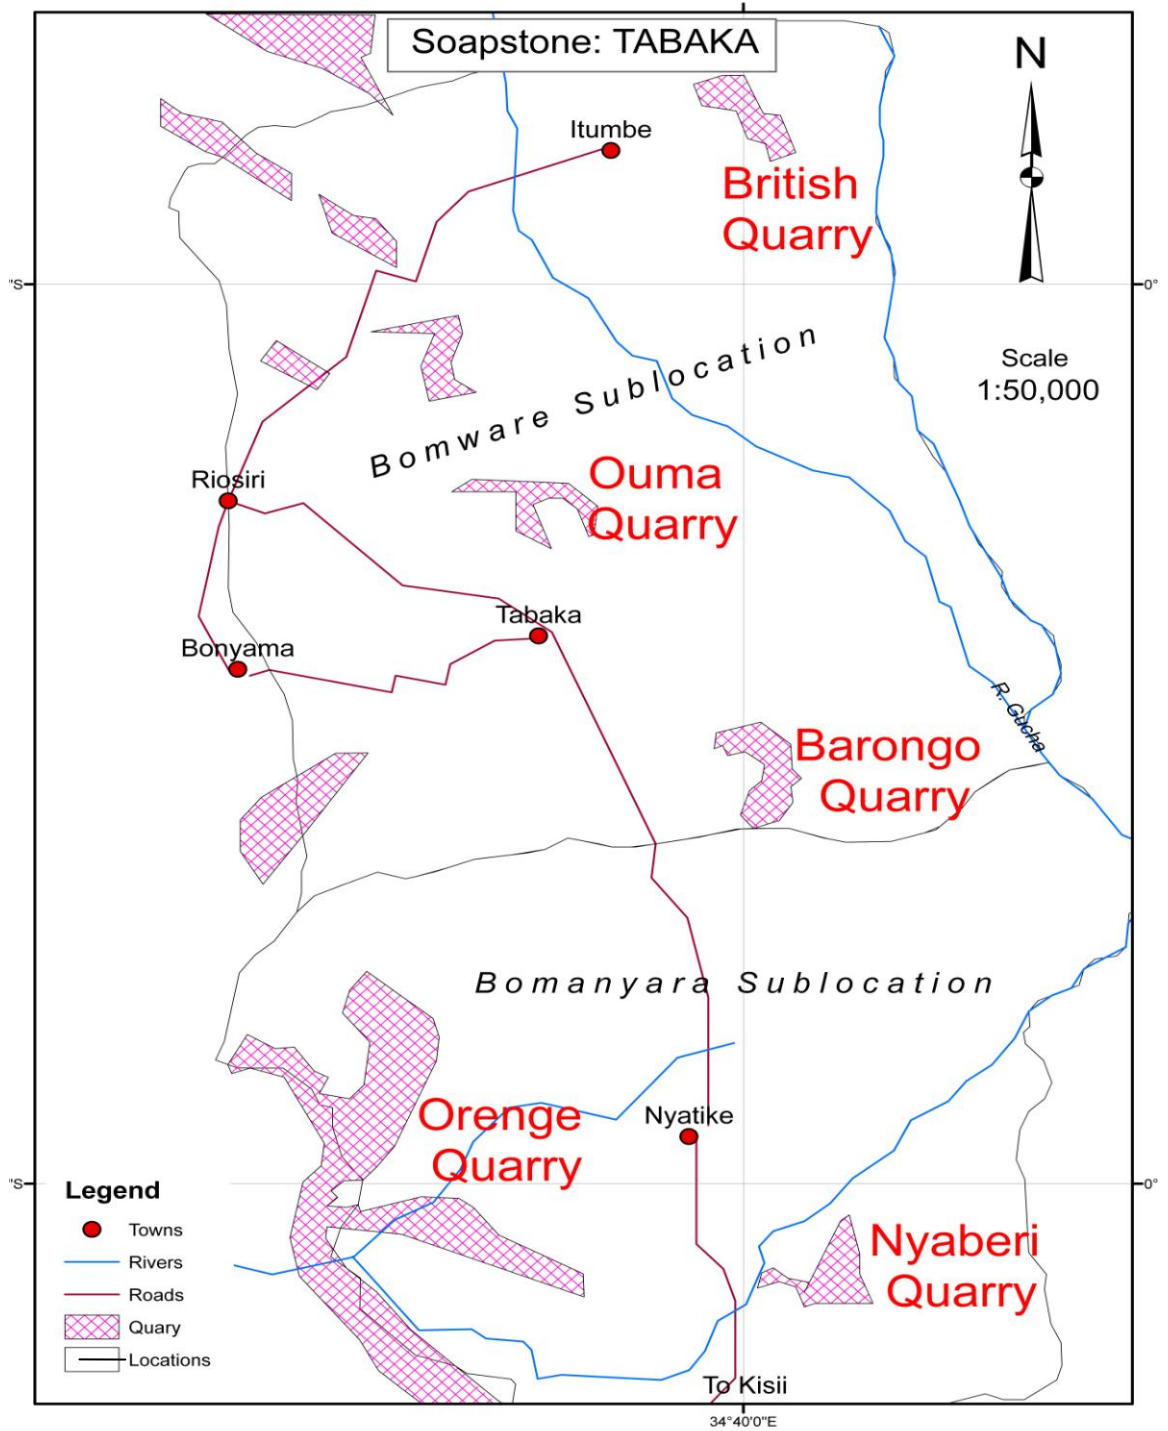 Soapstone: TABAKA
N
Itumbe
British
Quarry
"S
0°
Scale
1:50,000
Bomware Sublocation
Ouma
Quarry
Riosiri
Tabaka
Bonyama
R. Gucha
Barongo
Quarry
Bomanyara Sublocation
Orenge
Quarry
Nyatike
"S
0°
Legend
Towns
Rivers
Roads
Quary
Locations
Nyaberi
Quarry
To Kisii
34°40'0"E